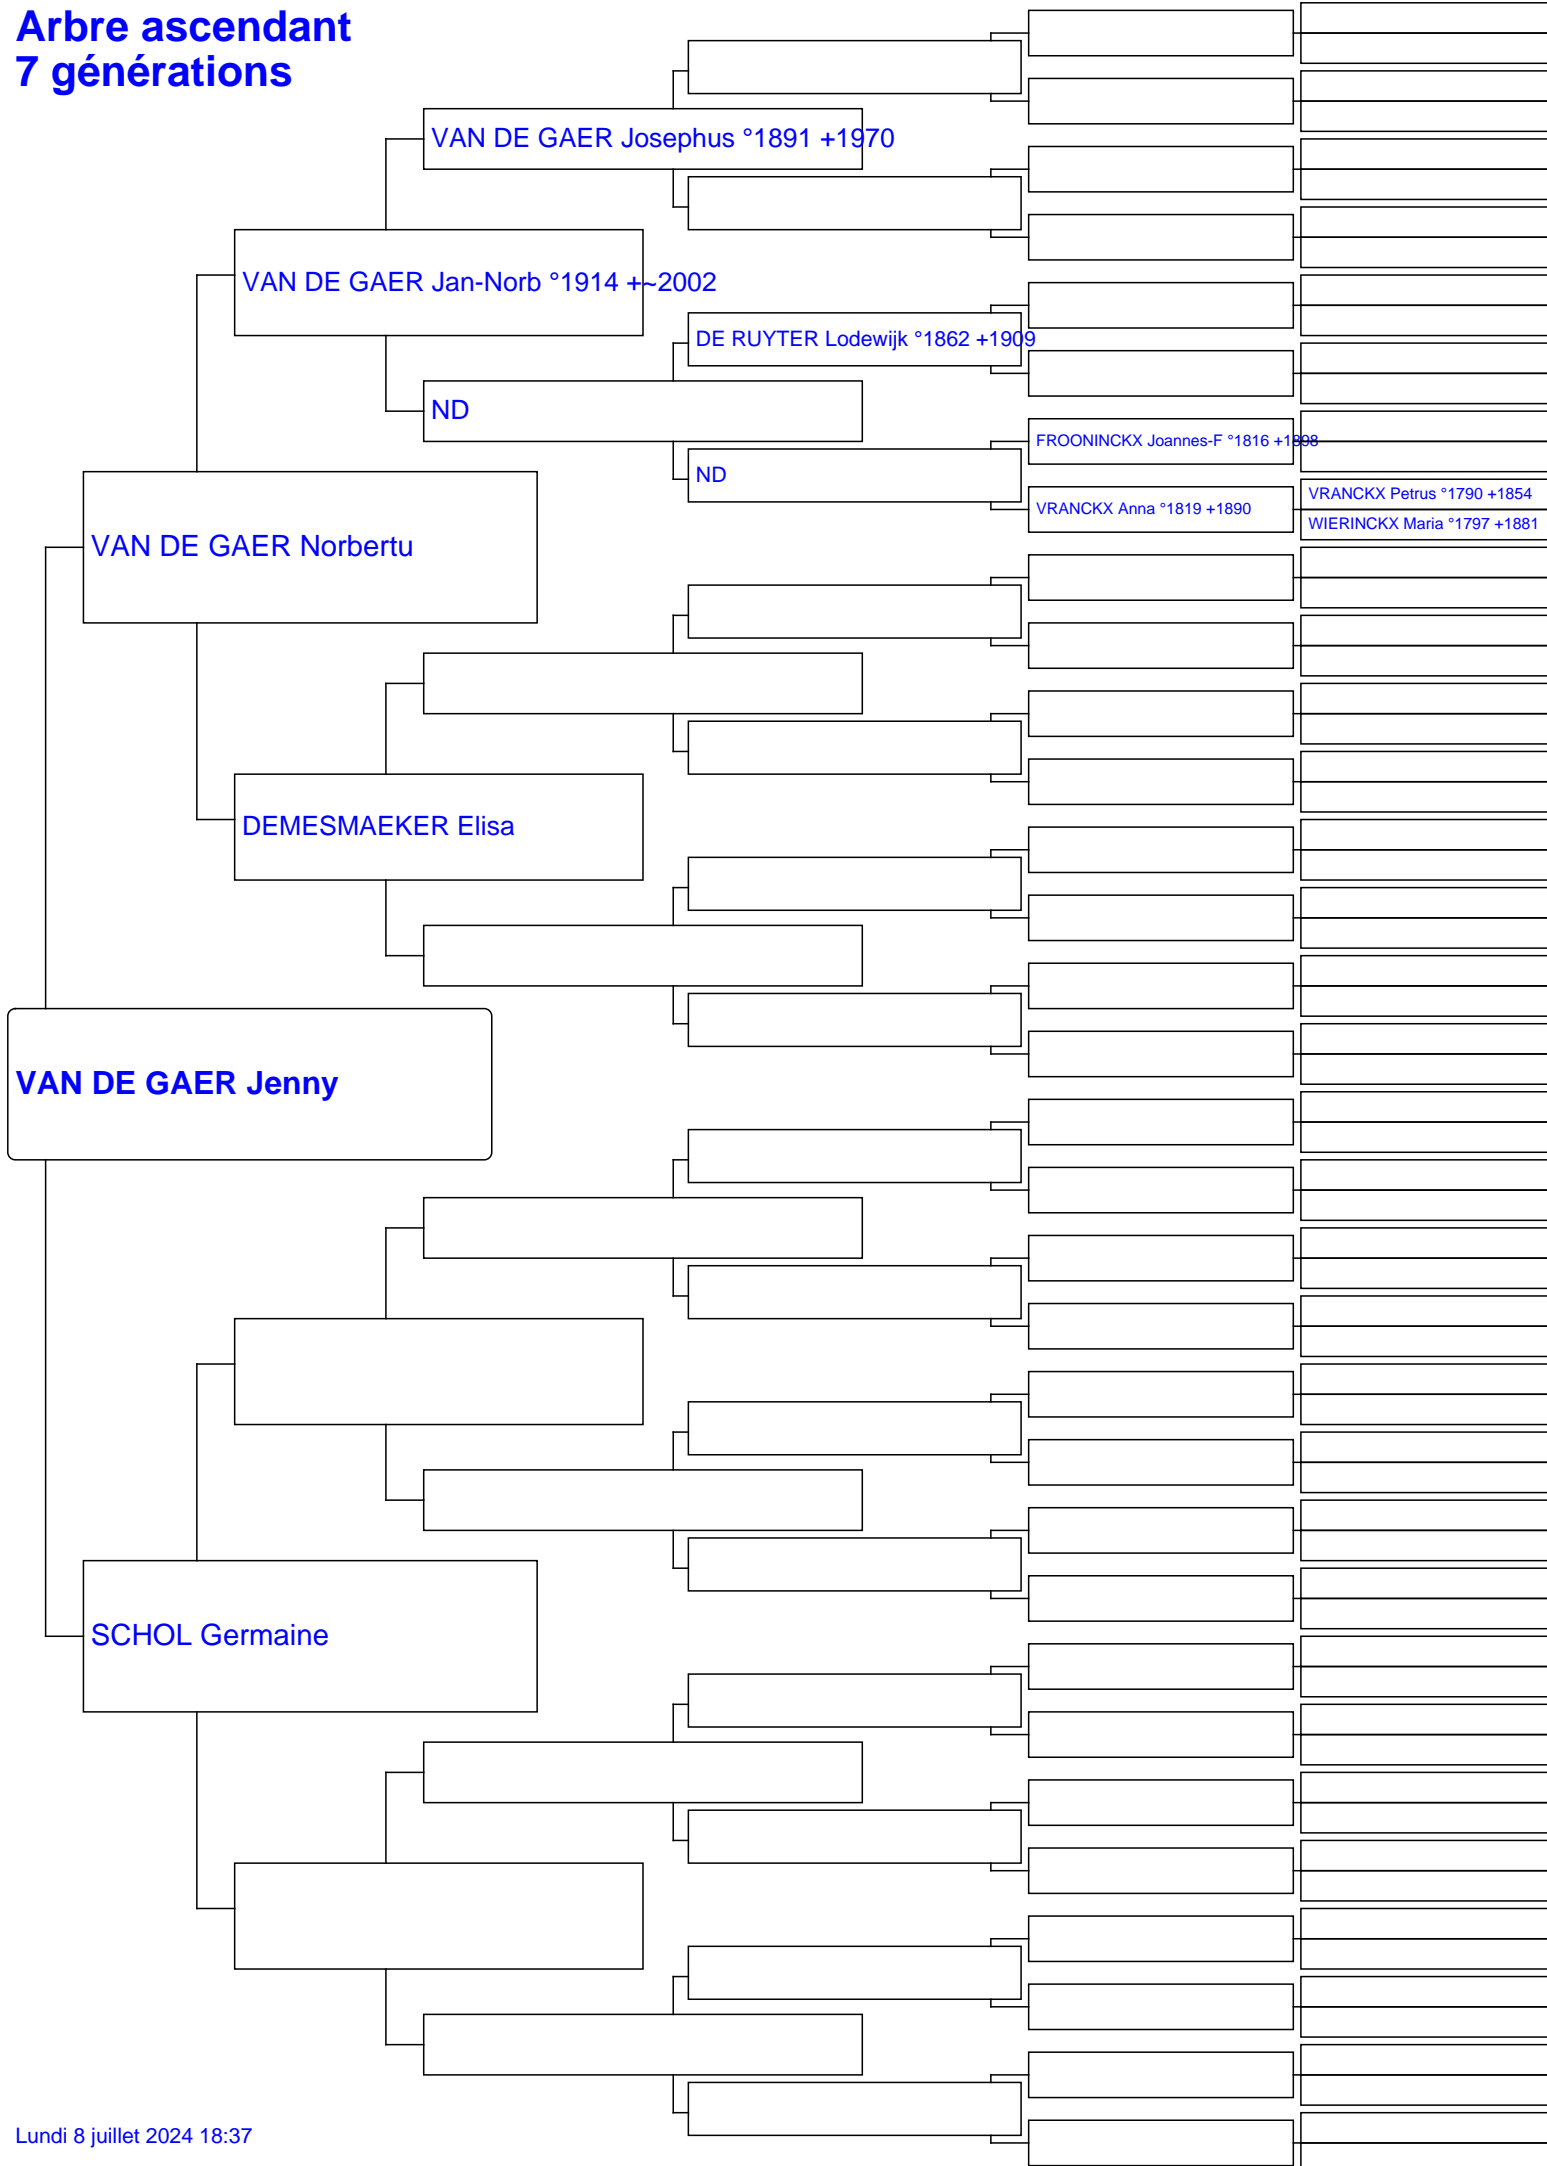 Arbre ascendant
7 générations
VAN DE GAER Josephus °1891 +1970
VAN DE GAER Jan-Norb °1914 +~2002
DE RUYTER Lodewijk °1862 +1909
ND
FROONINCKX Joannes-F °1816 +1898
ND
VRANCKX Petrus °1790 +1854
VRANCKX Anna °1819 +1890
WIERINCKX Maria °1797 +1881
VAN DE GAER Norbertu
DEMESMAEKER Elisa
VAN DE GAER Jenny
SCHOL Germaine
Lundi 8 juillet 2024 18:37